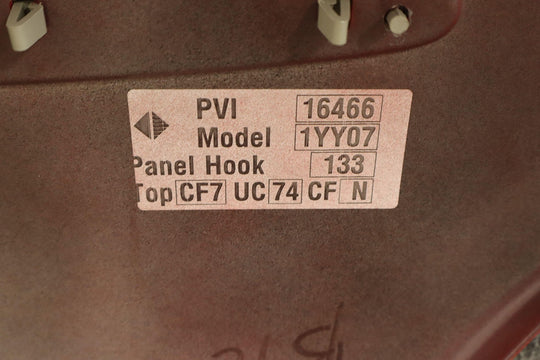 PVI 16466
Model 1YY07
Panel Hook 133
Top CF7 UC 74 CF N